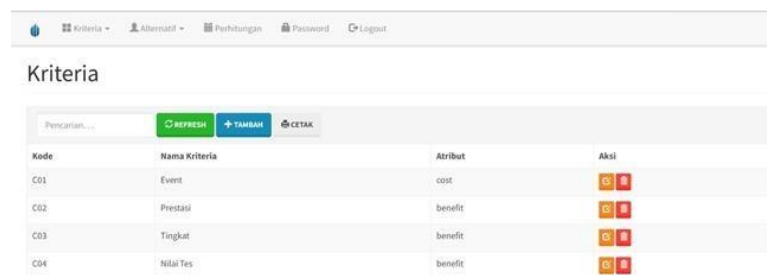 Kriteria Alternatif Perhitungan Password Logout
Kriteria
Pencarian... REFRESH TAMBAH CETAK
Kode Nama Kriteria Atribut Aksi
C01 Event cost
C02 Prestasi benefit
C03 Tingkat benefit
C04 Nilai Tes benefit